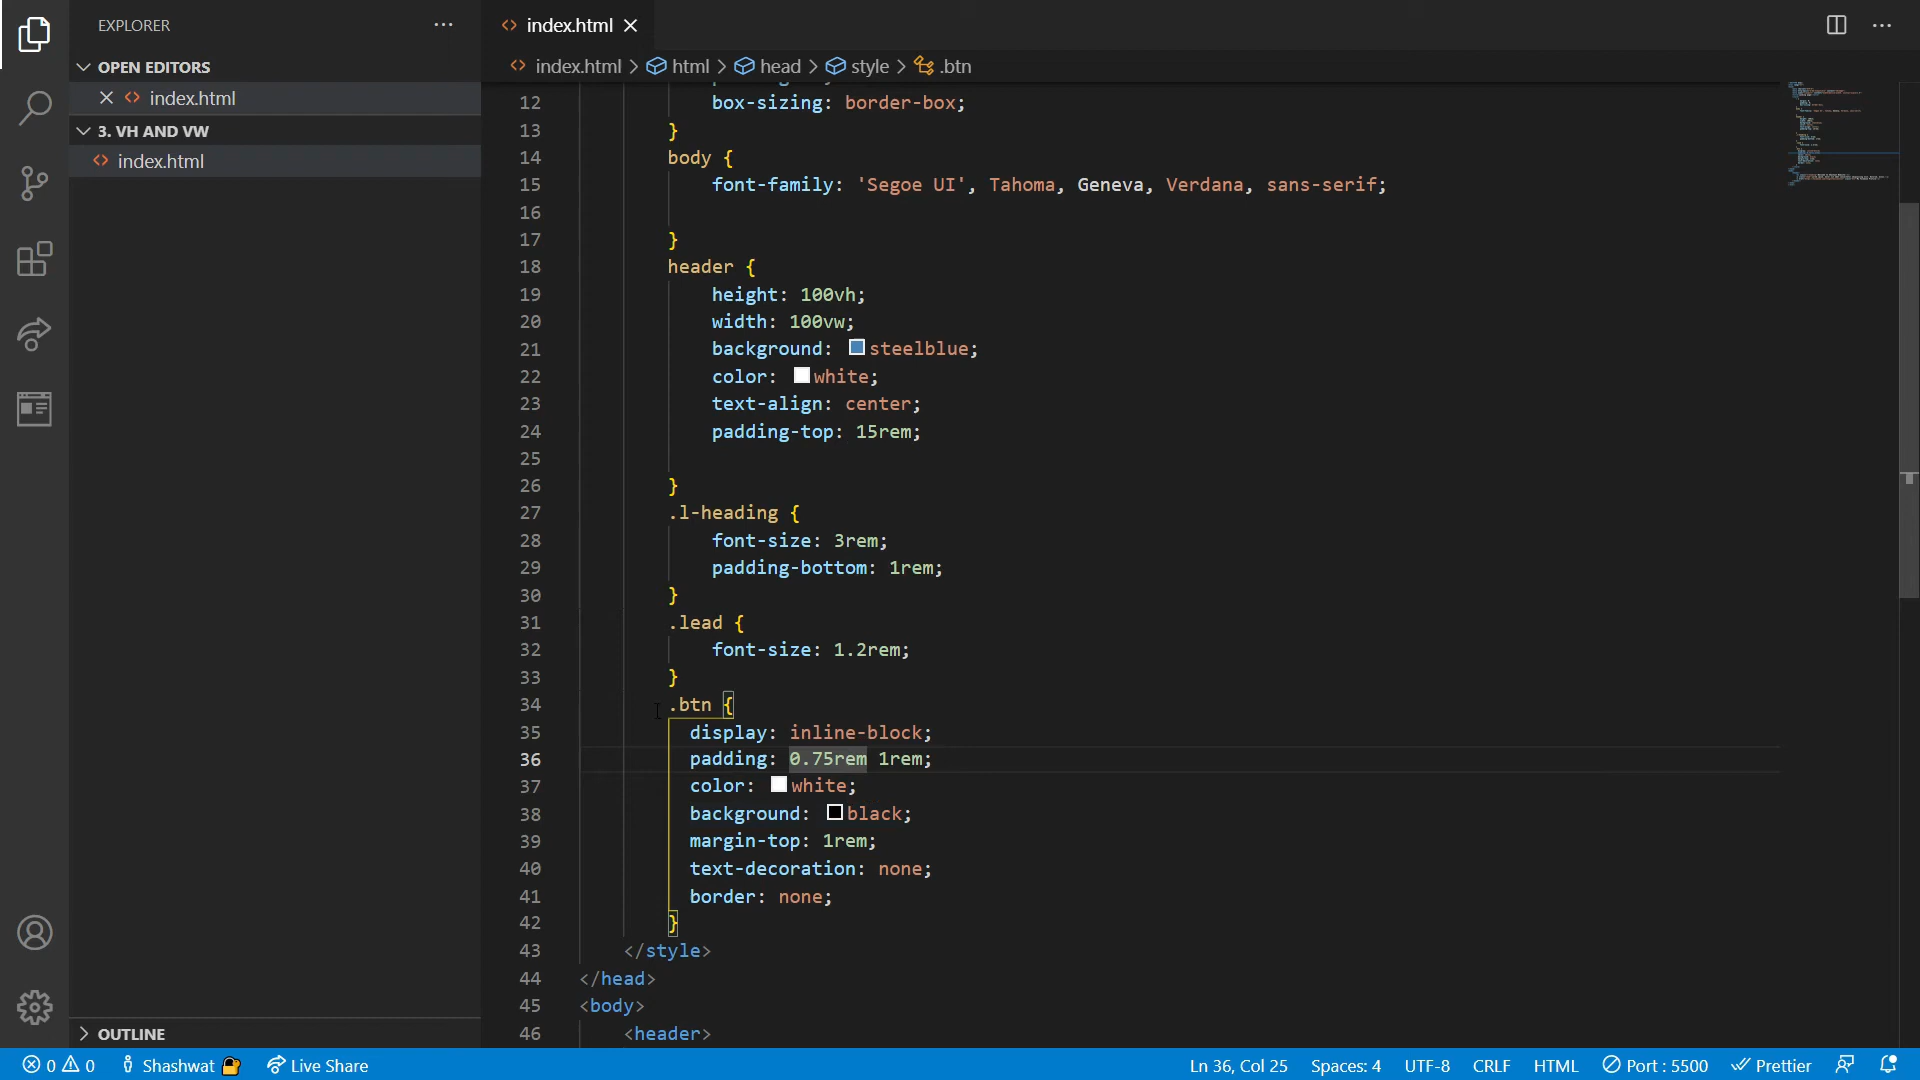 EXPLORER
index.html
OPEN EDITORS
index.html
3. VH AND VW
index.html
index.html > html > head > style > .btn
12 box-sizing: border-box;
13 }
14 body {
15 font-family: 'Segoe UI', Tahoma, Geneva, Verdana, sans-serif;
16
17 }
18 header {
19 height: 100vh;
20 width: 100vw;
21 background: steelblue;
22 color: white;
23 text-align: center;
24 padding-top: 15rem;
25
26 }
27 .l-heading {
28 font-size: 3rem;
29 padding-bottom: 1rem;
30 }
31 .lead {
32 font-size: 1.2rem;
33 }
34 .btn {
35 display: inline-block;
36 padding: 0.75rem 1rem;
37 color: white;
38 background: black;
39 margin-top: 1rem;
40 text-decoration: none;
41 border: none;
42 }
43 </style>
44 </head>
45 <body>
46 <header>
OUTLINE
0 0 Shashwat Live Share Ln 36, Col 25 Spaces: 4 UTF-8 CRLF HTML Port : 5500 Prettier